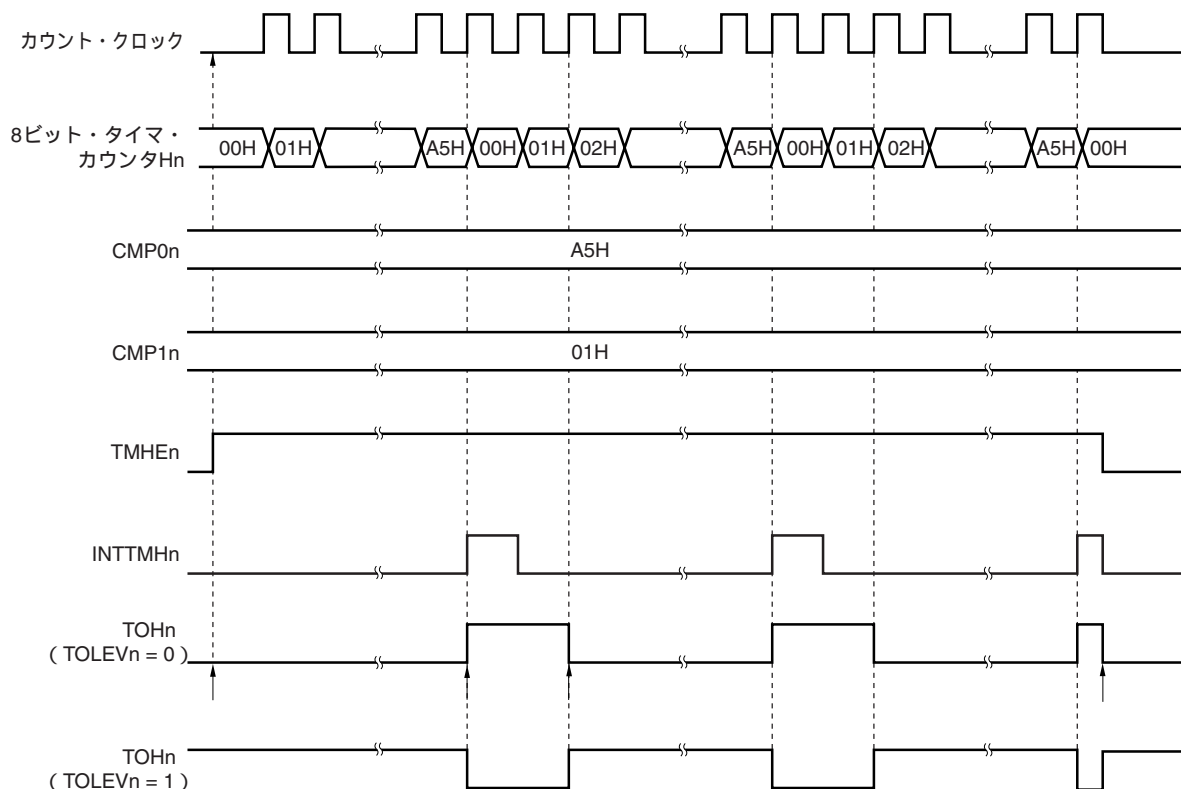 カウント・クロック
8ビット・タイマ・
カウンタHn
00H 01H A5H 00H 01H 02H A5H 00H 01H 02H A5H 00H
CMP0n
A5H
CMP1n
01H
TMHEn
INTTMHn
TOHn
( TOLEVn = 0 )
TOHn
( TOLEVn = 1 )